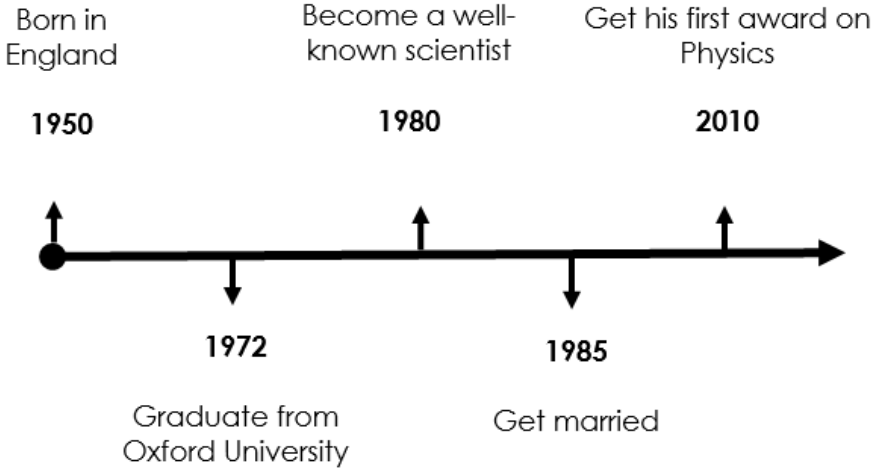 Born in
England
1950
Become a well-
known scientist
1980
Get his first award on
Physics
2010
1972
Graduate from
Oxford University
1985
Get married